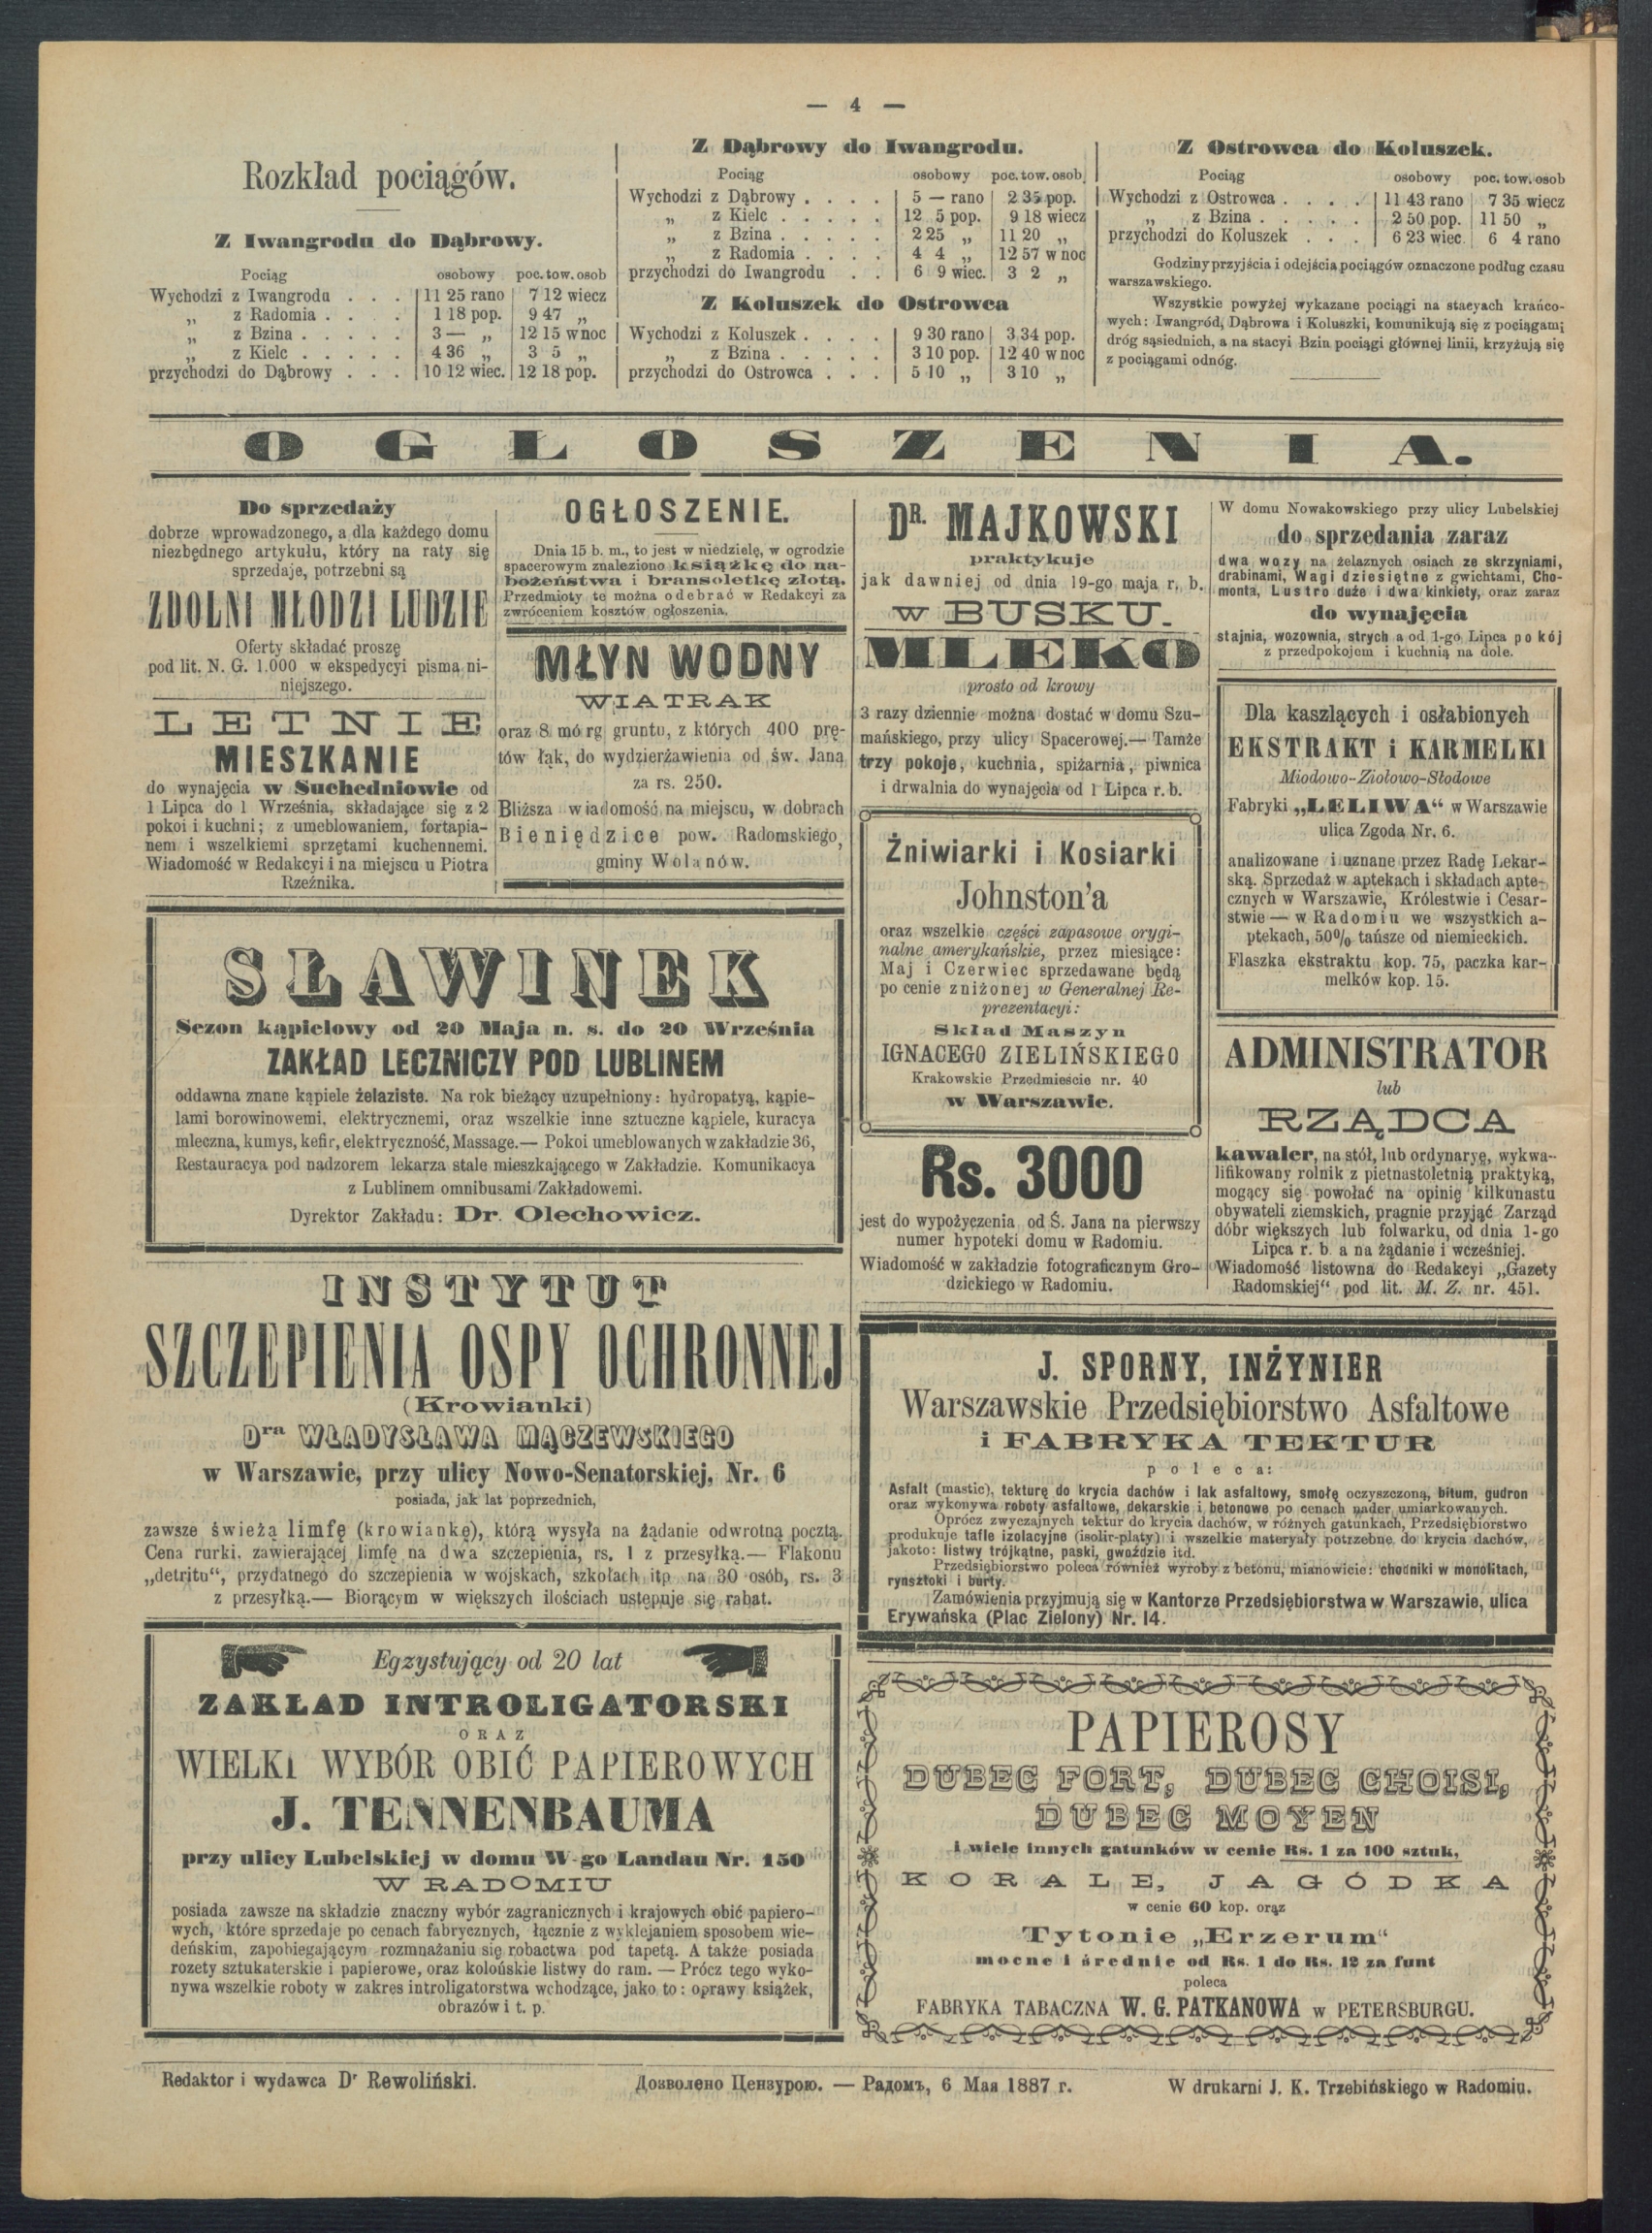 — 4 —
Rozkład pociągów.
Z Iwangrodu do Dąbrowy.
Pociąg osobowy poc. tow. osob
Wychodzi z Iwangrodu . . . 11 25 rano 7 12 wiecz
„ z Radomia . . . 1 18 pop. 9 47 „
„ z Bzina . . . . . 3 — „ 12 15 w noc
„ z Kielc . . . . . 4 36 „ 3 5 „
przychodzi do Dąbrowy . . . 10 12 wiec. 12 18 pop.
Z Dąbrowy do Iwangrodu.
Pociąg osobowy poc. tow. osob.
Wychodzi z Dąbrowy . . . . 5 — rano 2 35 pop.
„ z Kielc . . . . . 12 5 pop. 9 18 wiecz
„ z Bzina . . . . . 2 25 „ 11 20 „
„ z Radomia . . . . 4 4 „ 12 57 w noc
przychodzi do Iwangrodu . . 6 9 wiec. 3 2 „
Z Koluszek do Ostrowca
Wychodzi z Koluszek . . . . 9 30 rano 3 34 pop.
„ z Bzina . . . . . 3 10 pop. 12 40 w noc
przychodzi do Ostrowca . . . 5 10 „ 3 10 „
Z Ostrowca do Koluszek.
Pociąg osobowy poc. tow. osob
Wychodzi z Ostrowca . . . . 11 43 rano 7 35 wiecz
„ z Bzina . . . . . 2 50 pop. 11 50 „
przychodzi do Koluszek . . . 6 23 wiec. 6 4 rano
Godziny przyjścia i odejścia pociągów oznaczone podług czasu
warszawskiego.
Wszystkie powyżej wykazane pociągi na stacyach krańco-
wych: Iwangród, Dąbrowa i Koluszki, komunikują się z pociągami
dróg sąsiednich, a na stacyi Bzin pociągi głównej linii, krzyżują się
z pociągami odnóg.
OGŁOSZENIA.
Do sprzedaży
dobrze wprowadzonego, a dla każdego domu
niezbędnego artykułu, który na raty się
sprzedaje, potrzebni są
ZDOLNI MŁODZI LUDZIE
Oferty składać proszę
pod lit. N. G. 1.000 w ekspedycyi pisma ni-
niejszego.
LETNIE
MIESZKANIE
do wynajęcia w Suchedniowie od
1 Lipca do 1 Września, składające się z 2
pokoi i kuchni; z umeblowaniem, fortapia-
nem i wszelkiemi sprzętami kuchennemi.
Wiadomość w Redakcyi i na miejscu u Piotra
Rzeźnika.
OGŁOSZENIE.
Dnia 15 b. m., to jest w niedzielę, w ogrodzie
spacerowym znaleziono książkę do na-
bożeństwa i bransoletkę złotą.
Przedmioty te można odebrać w Redakcyi za
zwróceniem kosztów ogłoszenia.
MŁYN WODNY
WIATRAK
oraz 8 mórg gruntu, z których 400 prę-
tów łąk, do wydzierżawienia od św. Jana
za rs. 250.
Bliższa wiadomość na miejscu, w dobrach
Bieniędzice pow. Radomskiego,
gminy Wolanów.
DR. MAJKOWSKI
praktykuje
jak dawniej od dnia 19-go maja r. b.
w BUSKU.
MLEKO
prosto od krowy
3 razy dziennie można dostać w domu Szu-
mańskiego, przy ulicy Spacerowej.— Tamże
trzy pokoje, kuchnia, spiżarnia, piwnica
i drwalnia do wynajęcia od 1 Lipca r. b.
W domu Nowakowskiego przy ulicy Lubelskiej
do sprzedania zaraz
dwa wozy na żelaznych osiach ze skrzyniami,
drabinami, Wagi dziesiętne z gwichtami, Cho-
monta, Lustro duże i dwa kinkiety, oraz zaraz
do wynajęcia
stajnia, wozownia, strych a od 1-go Lipca pokój
z przedpokojem i kuchnią na dole.
Żniwiarki i Kosiarki
Johnston'a
oraz wszelkie części zapasowe orygi-
nalne amerykańskie, przez miesiące:
Maj i Czerwiec sprzedawane będą
po cenie zniżonej w Generalnej Re-
prezentacyi:
Skład Maszyn
IGNACEGO ZIELIŃSKIEGO
Krakowskie Przedmieście nr. 40
w Warszawie.
Dla kaszlących i osłabionych
EKSTRAKT i KARMELKI
Miodowo-Ziołowo-Słodowe
Fabryki „LELIWA“ w Warszawie
ulica Zgoda Nr. 6.
analizowane i uznane przez Radę Lekar-
ską. Sprzedaż w aptekach i składach apte-
cznych w Warszawie, Królestwie i Cesar-
stwie — w Radomiu we wszystkich a-
ptekach, 50% tańsze od niemieckich.
Flaszka ekstraktu kop. 75, paczka kar-
melków kop. 15.
SŁAWINEK
Sezon kąpielowy od 20 Maja n. s. do 20 Września
ZAKŁAD LECZNICZY POD LUBLINEM
oddawna znane kąpiele żelaziste. Na rok bieżący uzupełniony: hydropatyą, kąpie-
lami borowinowemi, elektrycznemi, oraz wszelkie inne sztuczne kąpiele, kuracya
mleczna, kumys, kefir, elektryczność, Massage.— Pokoi umeblowanych w zakładzie 36,
Restauracya pod nadzorem lekarza stale mieszkającego w Zakładzie. Komunikacya
z Lublinem omnibusami Zakładowemi.
Dyrektor Zakładu: Dr. Olechowicz.
Rs. 3000
jest do wypożyczenia od Ś. Jana na pierwszy
numer hypoteki domu w Radomiu.
Wiadomość w zakładzie fotograficznym Gro-
dzickiego w Radomiu.
ADMINISTRATOR
lub
RZĄDCA
kawaler, na stół, lub ordynaryę, wykwa-
lifikowany rolnik z pietnastoletnią praktyką,
mogący się powołać na opinię kilkunastu
obywateli ziemskich, pragnie przyjąć Zarząd
dóbr większych lub folwarku, od dnia 1-go
Lipca r. b. a na żądanie i wcześniej.
Wiadomość listowna do Redakcyi „Gazety
Radomskiej“ pod lit. M. Z. nr. 451.
INSTYTUT
SZCZEPIENIA OSPY OCHRONNEJ
(Krowianki)
Dra WŁADYSŁAWA MĄCZEWSKIEGO
w Warszawie, przy ulicy Nowo-Senatorskiej, Nr. 6
posiada, jak lat poprzednich,
zawsze świeżą limfę (krowiankę), którą wysyła na żądanie odwrotną pocztą.
Cena rurki, zawierającej limfę na dwa szczepienia, rs. 1 z przesyłką.— Flakonu
„detritu“, przydatnego do szczepienia w wojskach, szkołach itp na 30 osób, rs. 3
z przesyłką.— Biorącym w większych ilościach ustępuje się rabat.
J. SPORNY, INŻYNIER
Warszawskie Przedsiębiorstwo Asfaltowe
i FABRYKA TEKTUR
poleca:
Asfalt (mastic), tekturę do krycia dachów i lak asfaltowy, smołę oczyszczoną, bitum, gudron
oraz wykonywa roboty asfaltowe, dekarskie i betonowe po cenach nader umiarkowanych.
Oprócz zwyczajnych tektur do krycia dachów, w różnych gatunkach, Przedsiębiorstwo
produkuje tafle izolacyjne (isolir-platy) i wszelkie materyały potrzebne do krycia dachów,
jakoto: listwy trójkątne, paski, gwoździe itd.
Przedsiębiorstwo poleca również wyroby z betonu, mianowicie: chodniki w monolitach,
rynsztoki i burty.
Zamówienia przyjmują się w Kantorze Przedsiębiorstwa w Warszawie, ulica
Erywańska (Plac Zielony) Nr. 14.
Egzystujący od 20 lat
ZAKŁAD INTROLIGATORSKI
ORAZ
WIELKI WYBÓR OBIĆ PAPIEROWYCH
J. TENNENBAUMA
przy ulicy Lubelskiej w domu W-go Landau Nr. 150
W RADOMIU
posiada zawsze na składzie znaczny wybór zagranicznych i krajowych obić papiero-
wych, które sprzedaje po cenach fabrycznych, łącznie z wyklejaniem sposobem wie-
deńskim, zapobiegającym rozmnażaniu się robactwa pod tapetą. A także posiada
rozety sztukaterskie i papierowe, oraz kolońskie listwy do ram. — Prócz tego wyko-
nywa wszelkie roboty w zakres introligatorstwa wchodzące, jako to: oprawy książek,
obrazów i t. p.
PAPIEROSY
DUBEC FORT, DUBEC CHOISI,
DUBEC MOYEN
i wiele innych gatunków w cenie Rs. 1 za 100 sztuk,
KORALE, JAGÓDKA
w cenie 60 kop. oraz
Tytonie „Erzerum“
mocne i średnie od Rs. 1 do Rs. 12 za funt
poleca
FABRYKA TABACZNA W. G. PATKANOWA w PETERSBURGU.
Redaktor i wydawca Dr Rewoliński.
Дозволено Цензурою. — Радомъ, 6 Мая 1887 г.
W drukarni J. K. Trzebińskiego w Radomiu.